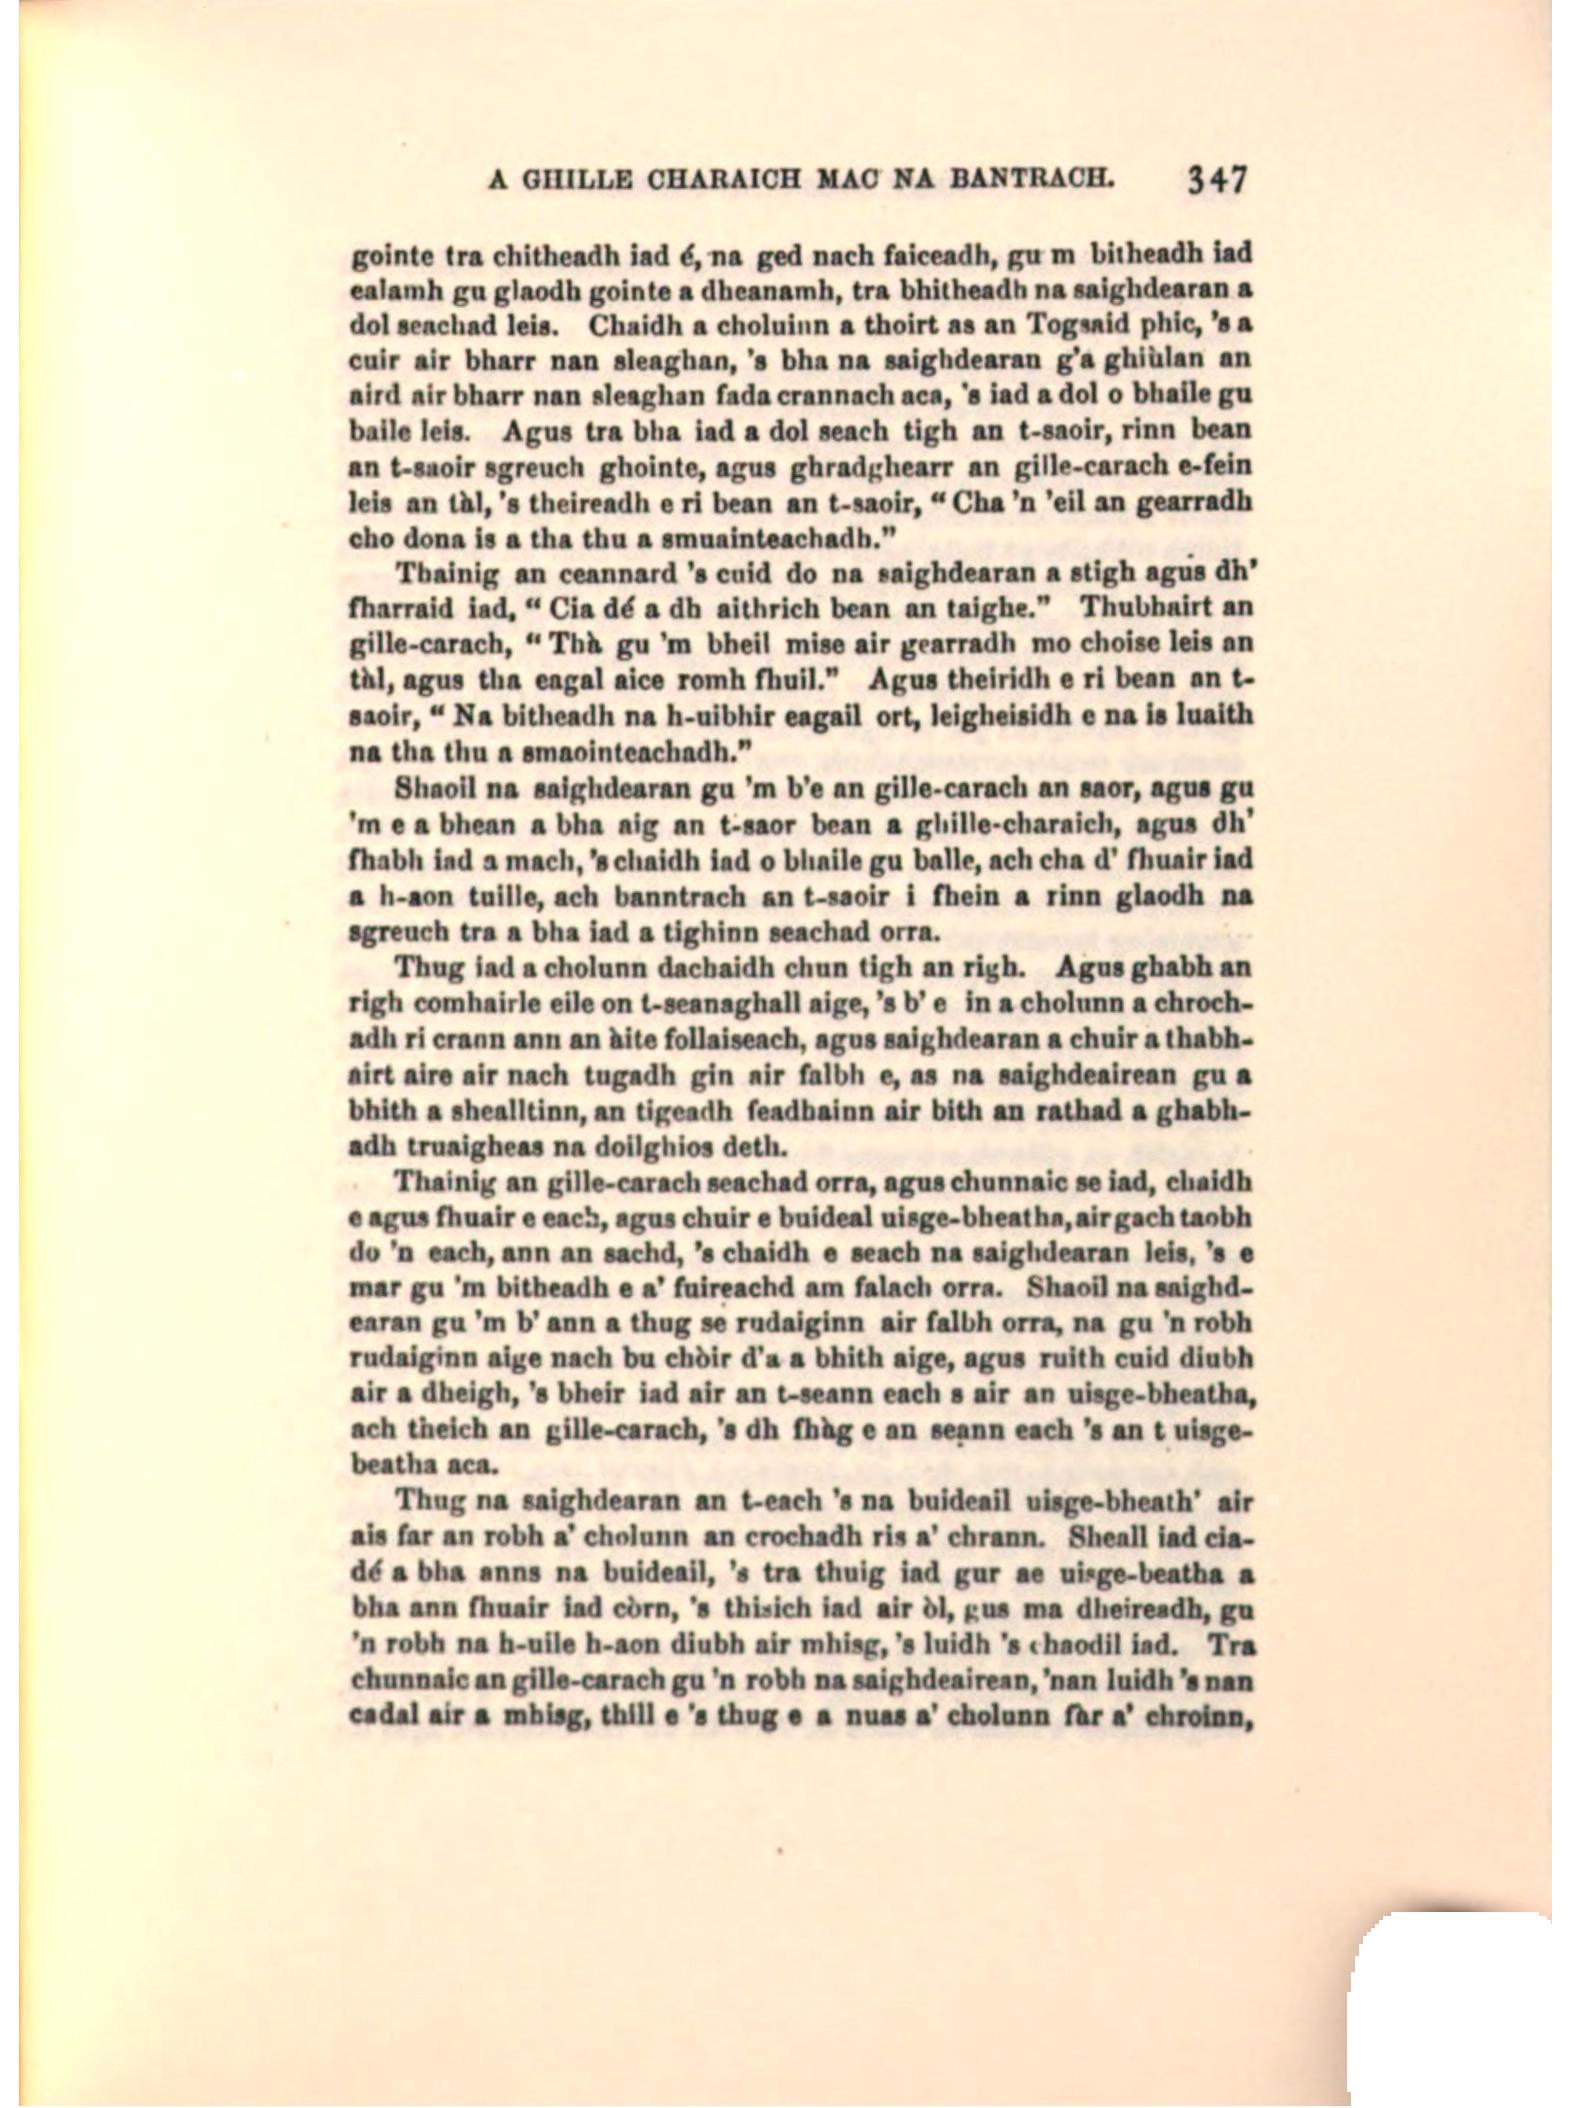 A GHILLE CHARAICH MAC NA BANTRACH. 347
gointe tra chitheadh iad é, na ged nach faiceadh, gu m bitheadh iad
ealamh gu glaodh gointe a dheanamh, tra bhitheadh na saighdearan a
dol seachad leis. Chaidh a choluinn a thoirt as an Togsaid phic, 's a
cuir air bharr nan sleaghan, 's bha na saighdearan g'a ghiùlan an
aird air bharr nan sleaghan fada crannach aca, 's iad a dol o bhaile gu
baile leis. Agus tra bha iad a dol seach tigh an t-saoir, rinn bean
an t-saoir sgreuch ghointe, agus ghradghearr an gille-carach e-fein
leis an tàl, 's theireadh e ri bean an t-saoir, “ Cha 'n 'eil an gearradh
cho dona is a tha thu a smuainteachadh.”
Thainig an ceannard 's cuid do na saighdearan a stigh agus dh'
fharraid iad, “ Cia dé a dh aithrich bean an taighe.” Thubhairt an
gille-carach, “ Thà gu 'm bheil mise air gearradh mo choise leis an
tàl, agus tha eagal aice romh fhuil.” Agus theiridh e ri bean an t-
saoir, “ Na bitheadh na h-uibhir eagail ort, leigheisidh e na is luaith
na tha thu a smaointeachadh.”
Shaoil na saighdearan gu 'm b'e an gille-carach an saor, agus gu
'm e a bhean a bha aig an t-saor bean a ghille-charaich, agus dh'
fhabh iad a mach, 's chaidh iad o bhaile gu balle, ach cha d' fhuair iad
a h-aon tuille, ach banntrach an t-saoir i fhein a rinn glaodh na
sgreuch tra a bha iad a tighinn seachad orra.
Thug iad a cholunn dachaidh chun tigh an righ. Agus ghabh an
righ comhairle eile on t-seanaghall aige, 's b' e in a cholunn a chroch-
adh ri crann ann an àite follaiseach, agus saighdearan a chuir a thabh-
airt aire air nach tugadh gin air falbh e, as na saighdeairean gu a
bhith a shealltinn, an tigeadh feadhainn air bith an rathad a ghabh-
adh truaigheas na doilghios deth.
Thainig an gille-carach seachad orra, agus chunnaic se iad, chaidh
e agus fhuair e each, agus chuir e buideal uisge-bheatha, air gach taobh
do 'n each, ann an sachd, 's chaidh e seach na saighdearan leis, 's e
mar gu 'm bitheadh e a' fuireachd am falach orra. Shaoil na saighd-
earan gu 'm b' ann a thug se rudaiginn air falbh orra, na gu 'n robh
rudaiginn aige nach bu chòir d'a a bhith aige, agus ruith cuid diubh
air a dheigh, 's bheir iad air an t-seann each s air an uisge-bheatha,
ach theich an gille-carach, 's dh fhàg e an seann each 's an t uisge-
beatha aca.
Thug na saighdearan an t-each 's na buideail uisge-bheath' air
ais far an robh a' cholunn an crochadh ris a' chrann. Sheall iad cia-
dé a bha anns na buideail, 's tra thuig iad gur ae uisge-beatha a
bha ann fhuair iad còrn, 's thisich iad air òl, gus ma dheireadh, gu
'n robh na h-uile h-aon diubh air mhisg, 's luidh 's chaodil iad. Tra
chunnaic an gille-carach gu 'n robh na saighdeairean, 'nan luidh 's nan
cadal air a mhisg, thill e 's thug e a nuas a' cholunn fàr a' chroinn,